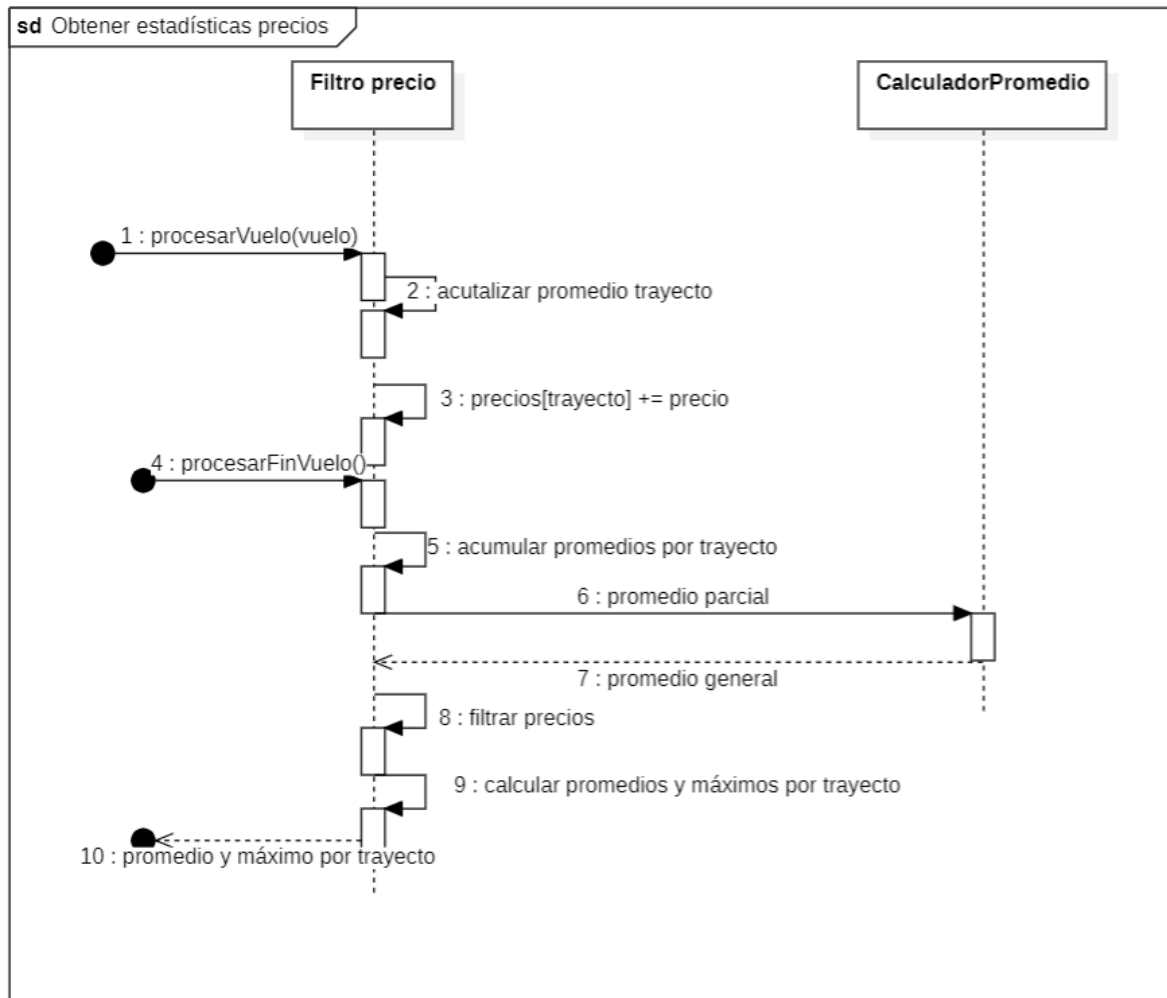 sd Obtener estadísticas precios
Filtro precio
CalculadorPromedio
1 : procesarVuelo(vuelo)
2 : acutalizar promedio trayecto
3 : precios[trayecto] += precio
4 : procesarFinVuelo()
5 : acumular promedios por trayecto
6 : promedio parcial
7 : promedio general
8 : filtrar precios
9 : calcular promedios y máximos por trayecto
10 : promedio y máximo por trayecto